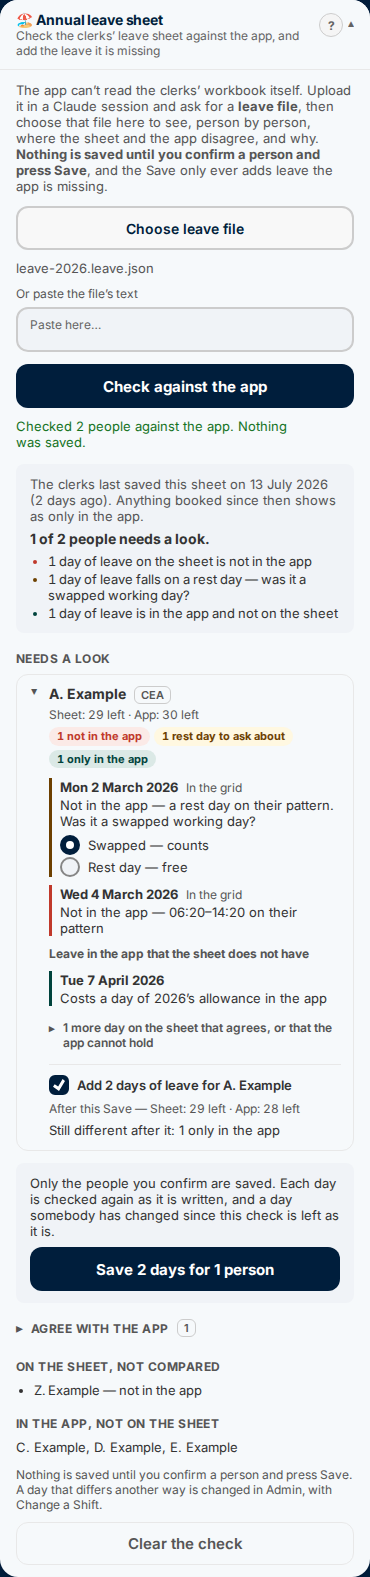 🏖️ Annual leave sheet
Check the clerks’ leave sheet against the app, and
add the leave it is missing
?
The app can’t read the clerks’ workbook itself. Upload
it in a Claude session and ask for a leave file, then
choose that file here to see, person by person,
where the sheet and the app disagree, and why.
Nothing is saved until you confirm a person and
press Save, and the Save only ever adds leave the
app is missing.
Choose leave file
leave-2026.leave.json
Or paste the file’s text
Paste here…
Check against the app
Checked 2 people against the app. Nothing
was saved.
The clerks last saved this sheet on 13 July 2026
(2 days ago). Anything booked since then shows
as only in the app.
1 of 2 people needs a look.
• 1 day of leave on the sheet is not in the app
• 1 day of leave falls on a rest day — was it a
swapped working day?
• 1 day of leave is in the app and not on the sheet
NEEDS A LOOK
A. Example CEA
Sheet: 29 left · App: 30 left
1 not in the app 1 rest day to ask about
1 only in the app
Mon 2 March 2026 In the grid
Not in the app — a rest day on their pattern.
Was it a swapped working day?
Swapped — counts
Rest day — free
Wed 4 March 2026 In the grid
Not in the app — 06:20–14:20 on their
pattern
Leave in the app that the sheet does not have
Tue 7 April 2026
Costs a day of 2026’s allowance in the app
1 more day on the sheet that agrees, or that the
app cannot hold
Add 2 days of leave for A. Example
After this Save — Sheet: 29 left · App: 28 left
Still different after it: 1 only in the app
Only the people you confirm are saved. Each day
is checked again as it is written, and a day
somebody has changed since this check is left as
it is.
Save 2 days for 1 person
AGREE WITH THE APP 1
ON THE SHEET, NOT COMPARED
• Z. Example — not in the app
IN THE APP, NOT ON THE SHEET
C. Example, D. Example, E. Example
Nothing is saved until you confirm a person and press Save.
A day that differs another way is changed in Admin, with
Change a Shift.
Clear the check